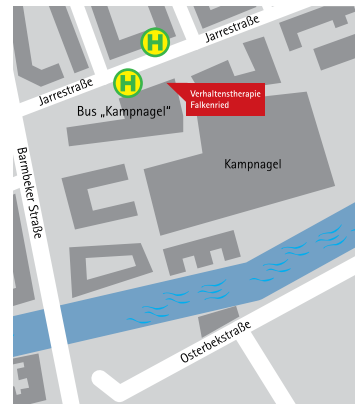 H
Jarrestraße
H
Jarrestraße
Verhaltenstherapie
Falkenried
Bus „Kampnagel"
Barmbeker Straße
Kampnagel
Osterbekstraße